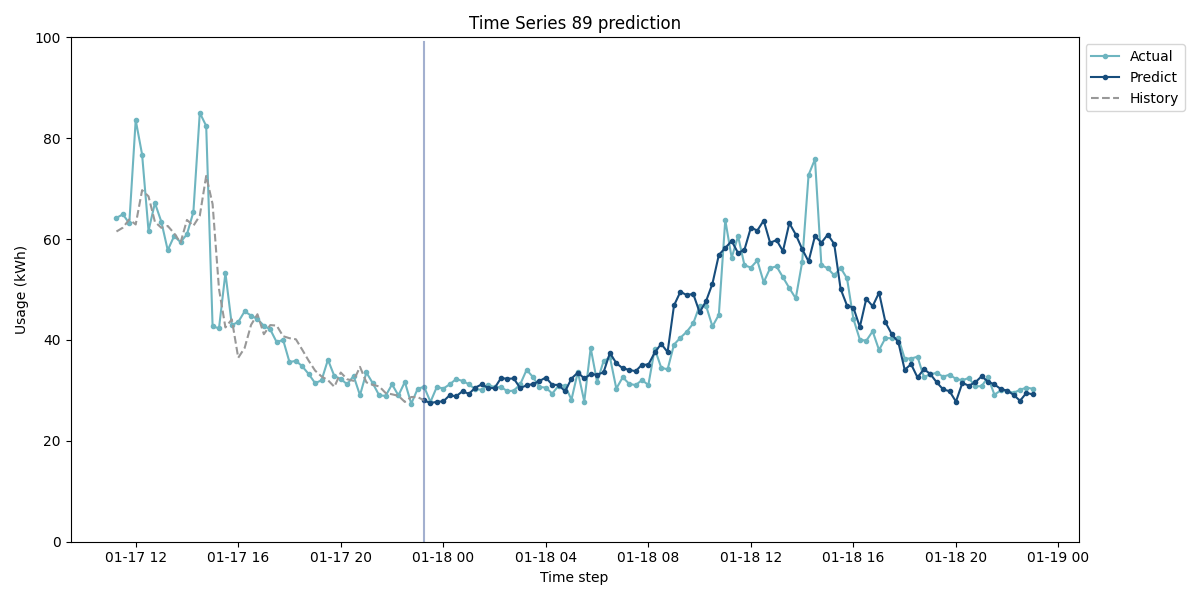 Time Series 89 prediction
100
80
60
40
20
0
Usage (kWh)
01-17 12 01-17 16 01-17 20 01-18 00 01-18 04 01-18 08 01-18 12 01-18 16 01-18 20 01-19 00
Time step
Actual
Predict
History